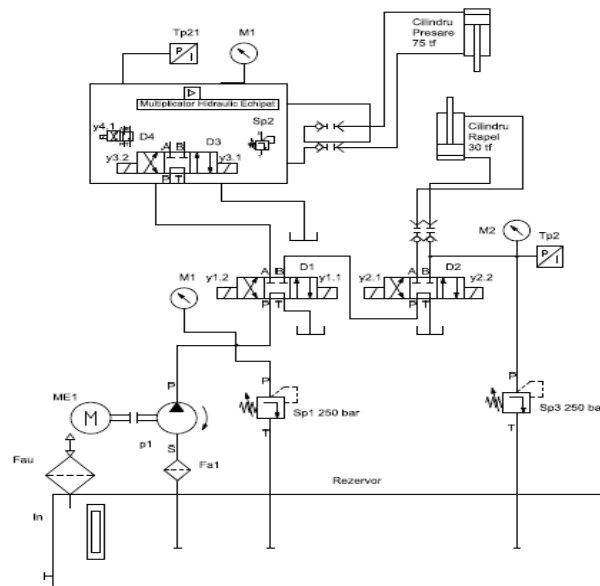 Tp21
M1
Cilindru
Presare
75 tf
P
I
Multiplicator Hidraulic Echipat
y4.1
D4
D3
Sp2
A B
y3.2
y3.1
P T
Cilindru
Rapel
30 tf
M2
Tp2
P
I
M1
y1.2
A B
D1
y1.1
P T
y2.1
A B
D2
y2.2
P T
P
P
P
ME1
M
p1
S
Sp1 250 bar
T
Sp3 250 bar
T
Fau
Fa1
Rezervor
In